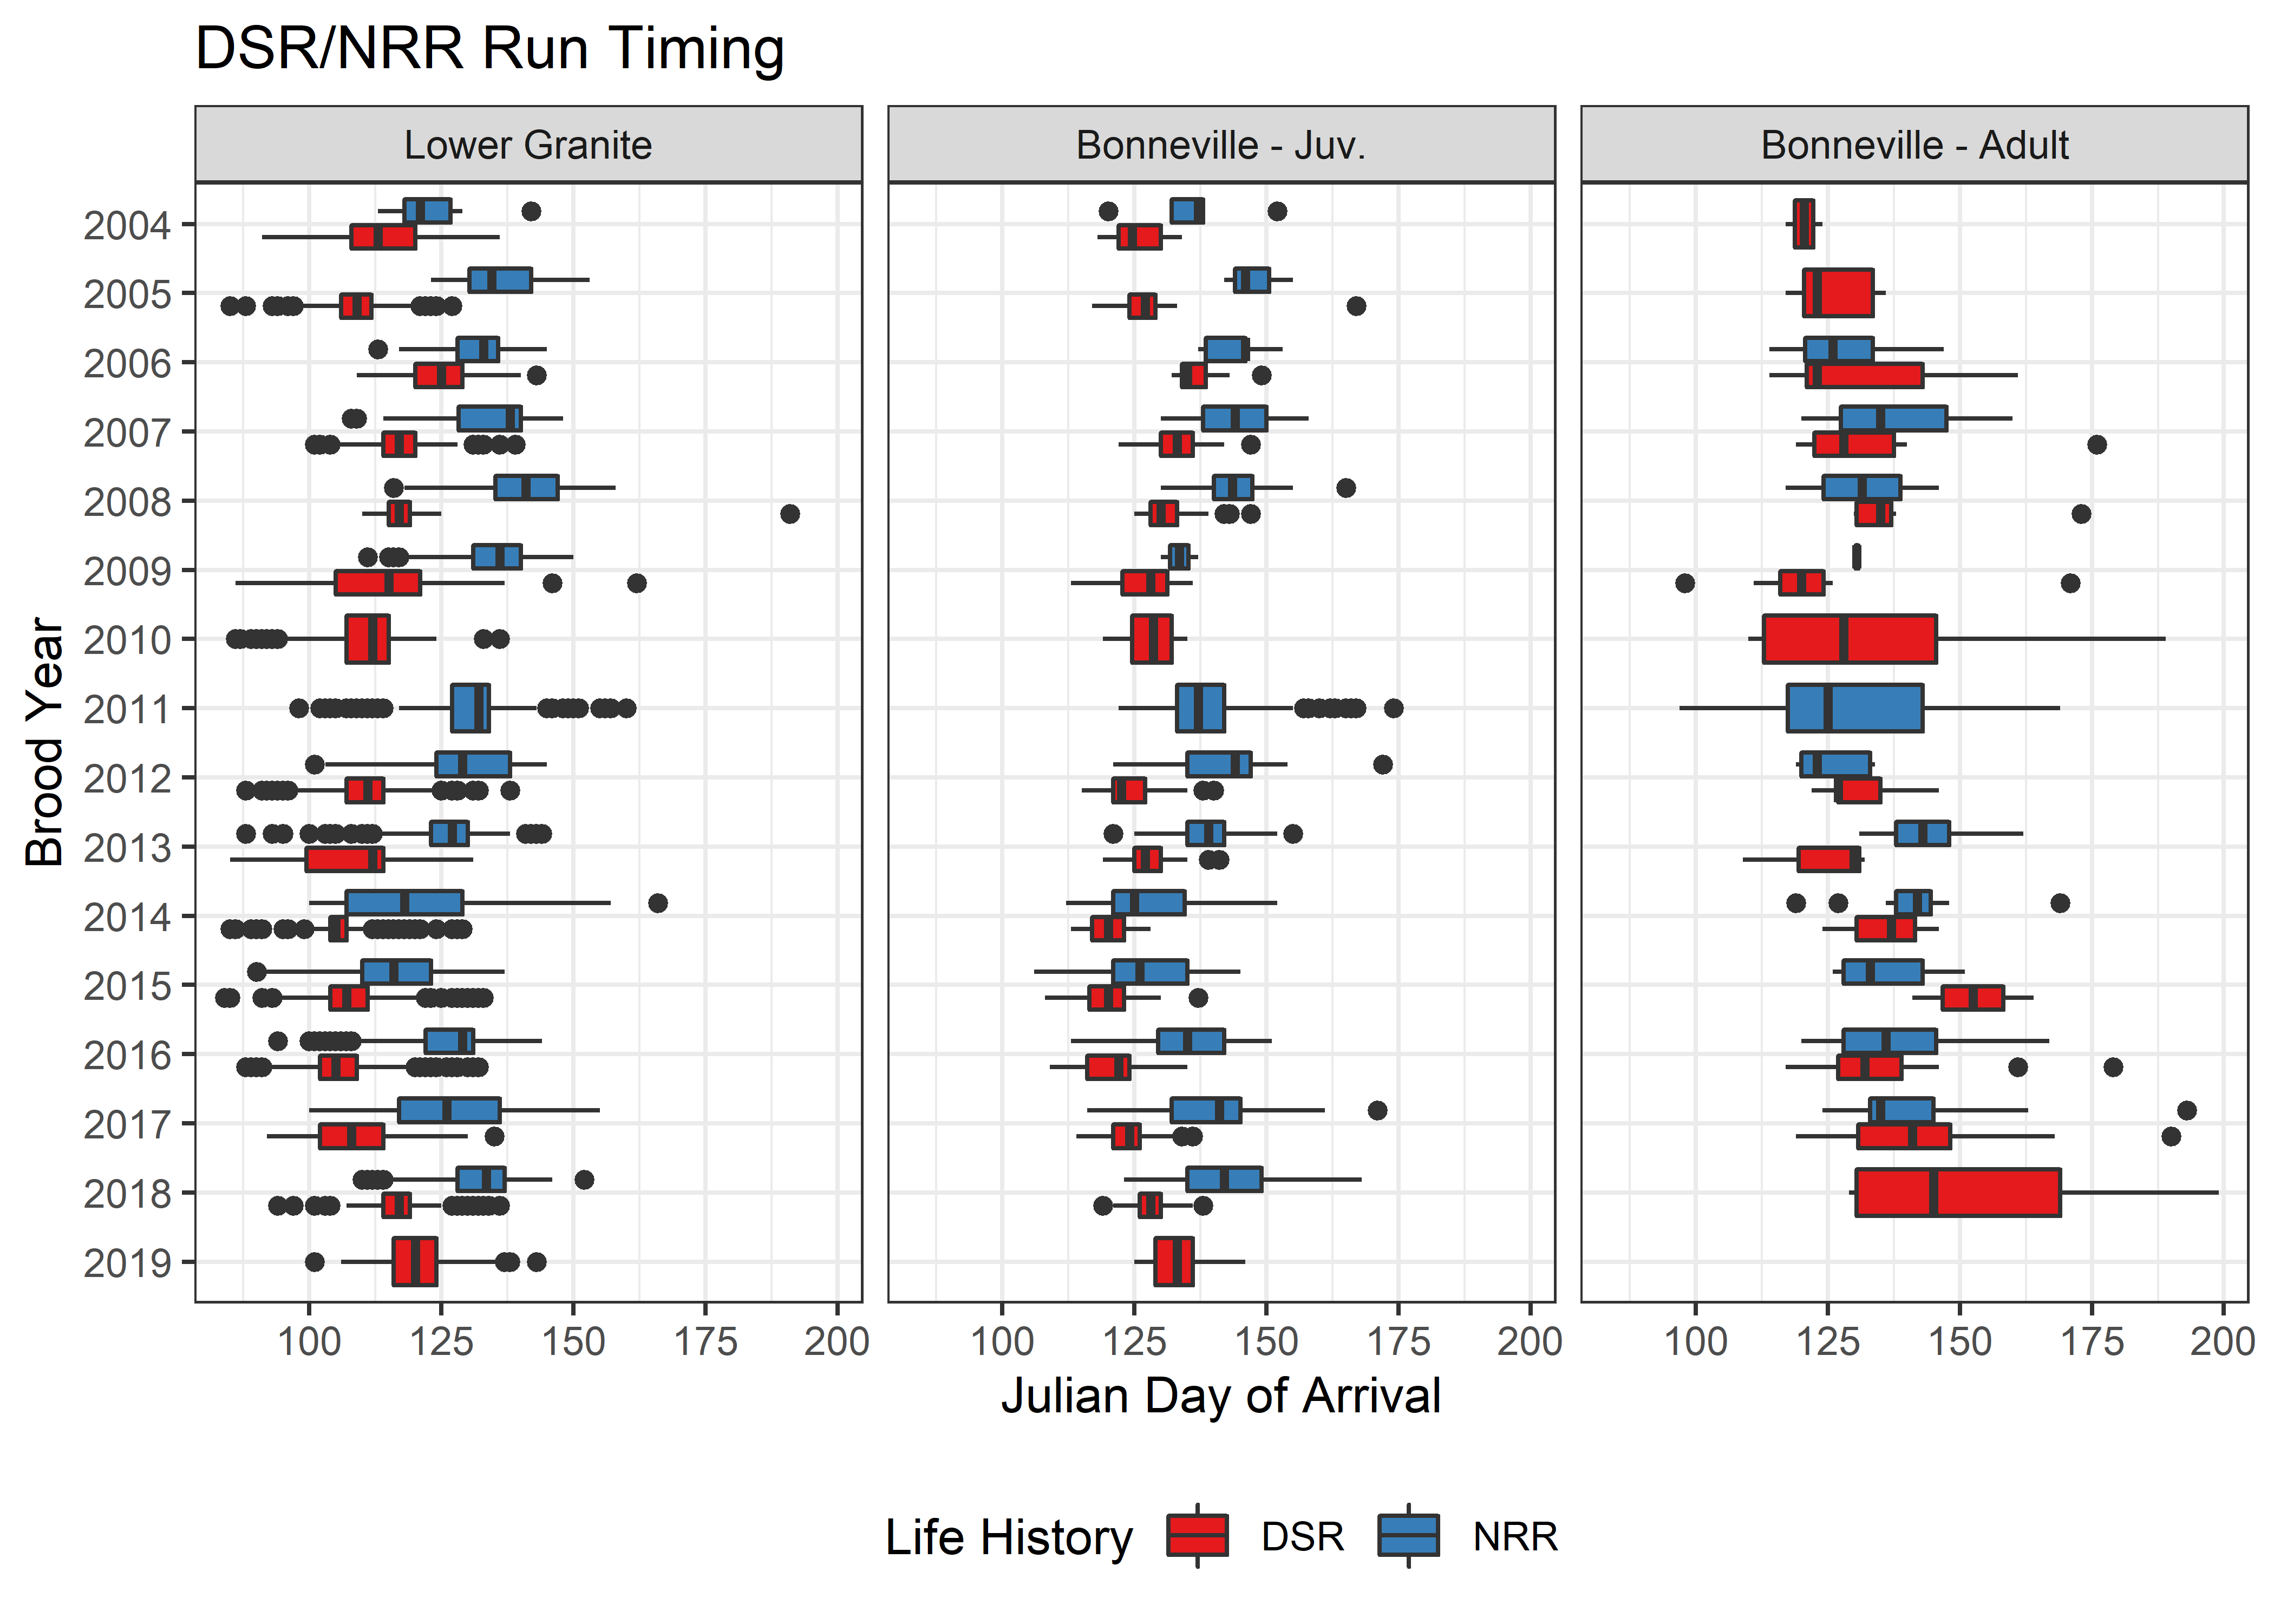 DSR/NRR Run Timing
Lower Granite
Bonneville - Juv.
Bonneville - Adult
Brood Year
2004
2005
2006
2007
2008
2009
2010
2011
2012
2013
2014
2015
2016
2017
2018
2019
100 125 150 175 200
100 125 150 175 200
100 125 150 175 200
Julian Day of Arrival
Life History DSR NRR